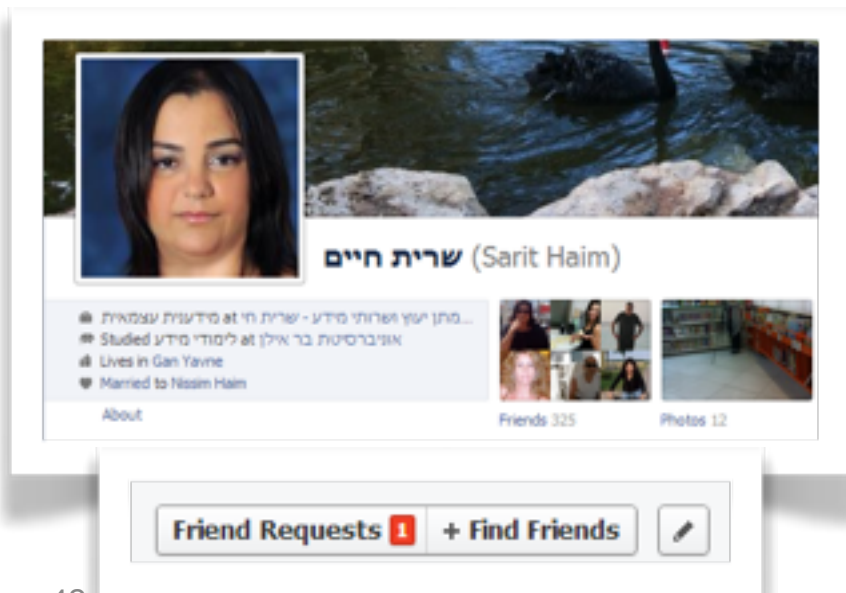 שרית חיים (Sarit Haim)
מידענית עצמאית at מתן יעוץ ושרותי מידע - שרית חי...
Studied לימודי מידע at אוניברסיטת בר אילן
Lives in Gan Yavne
Married to Nissim Haim
About
Friends 325
Photos 12
Friend Requests 1 + Find Friends